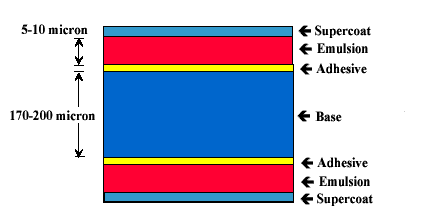 5-10 micron
Supercoat
Emulsion
Adhesive
170-200 micron
Base
Adhesive
Emulsion
Supercoat